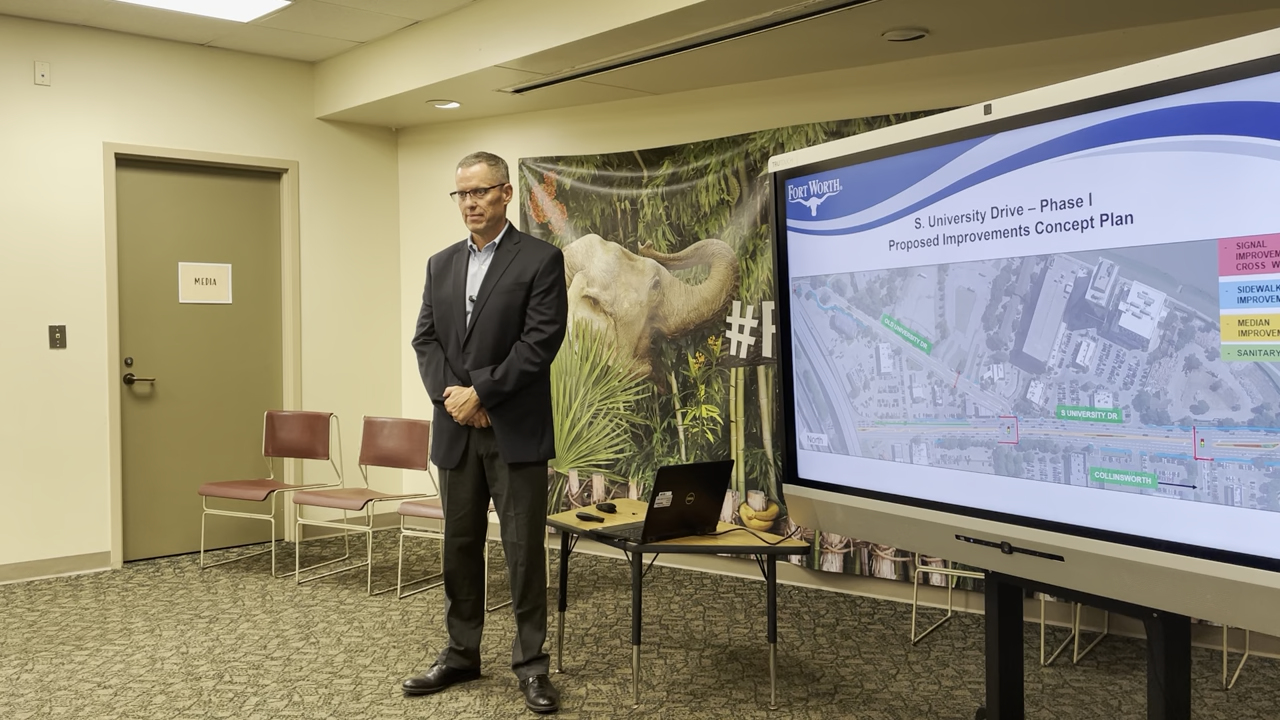 MEDIA
#F
FORT WORTH
S. University Drive – Phase I
Proposed Improvements Concept Plan
OLD UNIVERSITY DR.
S UNIVERSITY DR.
North
COLLINSWORTH
- SIGNAL
IMPROVEM
CROSS W
- SIDEWALK
IMPROVEM
- MEDIAN
IMPROVEM
- SANITARY
DELL